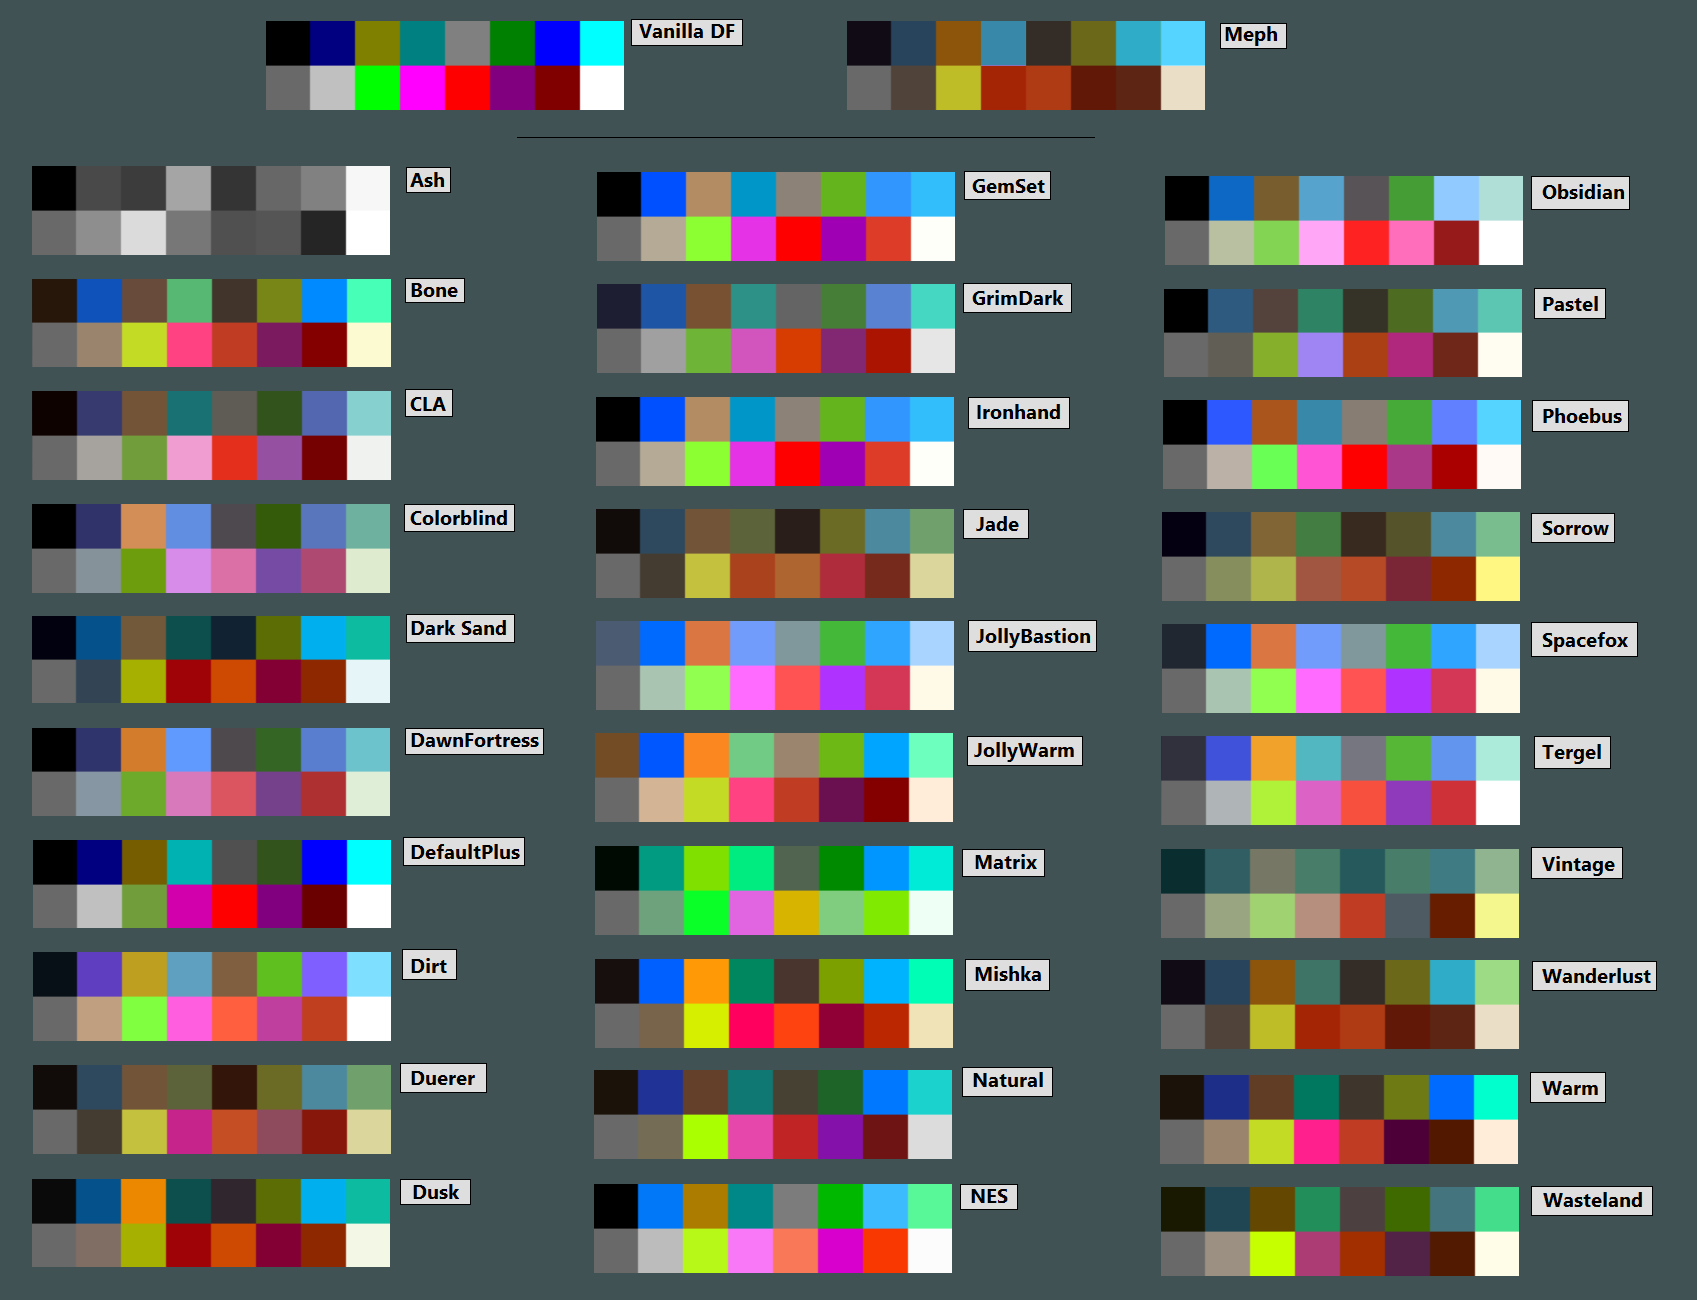 Vanilla DF
Meph
Ash
Bone
CLA
Colorblind
Dark Sand
DawnFortress
DefaultPlus
Dirt
Duerer
Dusk
GemSet
GrimDark
Ironhand
Jade
JollyBastion
JollyWarm
Matrix
Mishka
Natural
NES
Obsidian
Pastel
Phoebus
Sorrow
Spacefox
Tergel
Vintage
Wanderlust
Warm
Wasteland